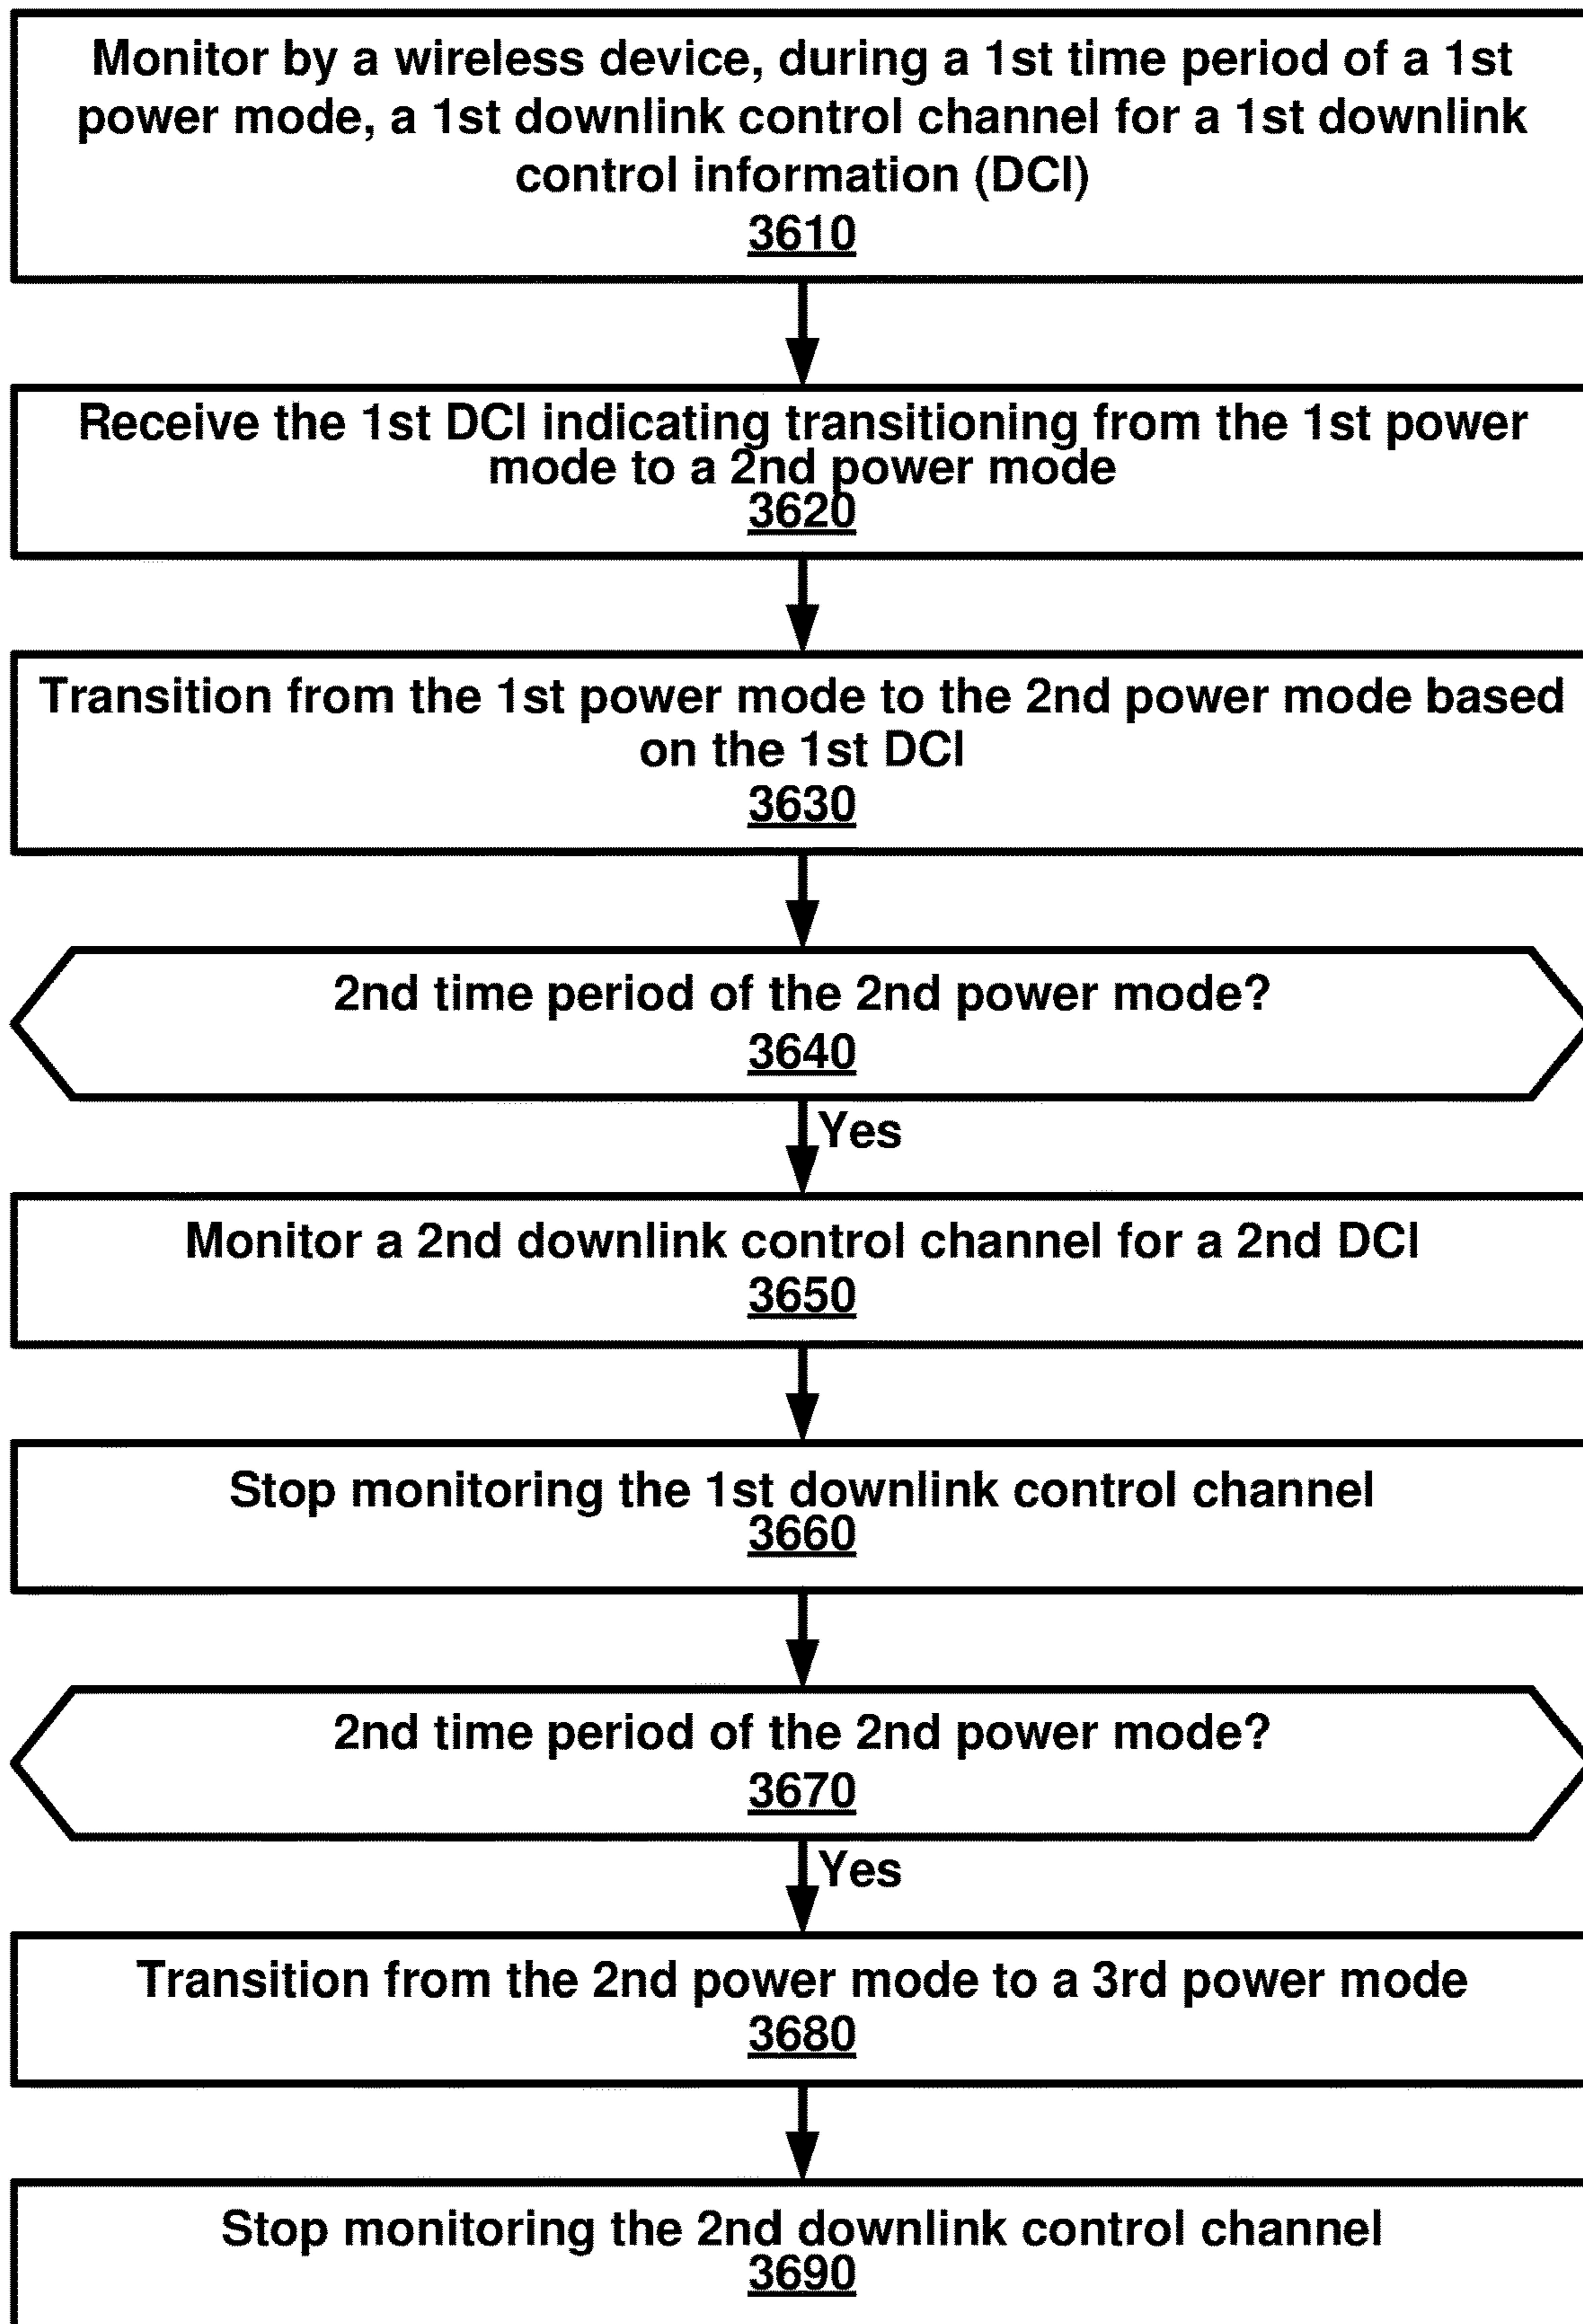 Monitor by a wireless device, during a 1st time period of a 1st
power mode, a 1st downlink control channel for a 1st downlink
control information (DCI)
3610
Receive the 1st DCI indicating transitioning from the 1st power
mode to a 2nd power mode
3620
Transition from the 1st power mode to the 2nd power mode based
on the 1st DCI
3630
2nd time period of the 2nd power mode?
3640
Yes
Monitor a 2nd downlink control channel for a 2nd DCI
3650
Stop monitoring the 1st downlink control channel
3660
2nd time period of the 2nd power mode?
3670
Yes
Transition from the 2nd power mode to a 3rd power mode
3680
Stop monitoring the 2nd downlink control channel
3690